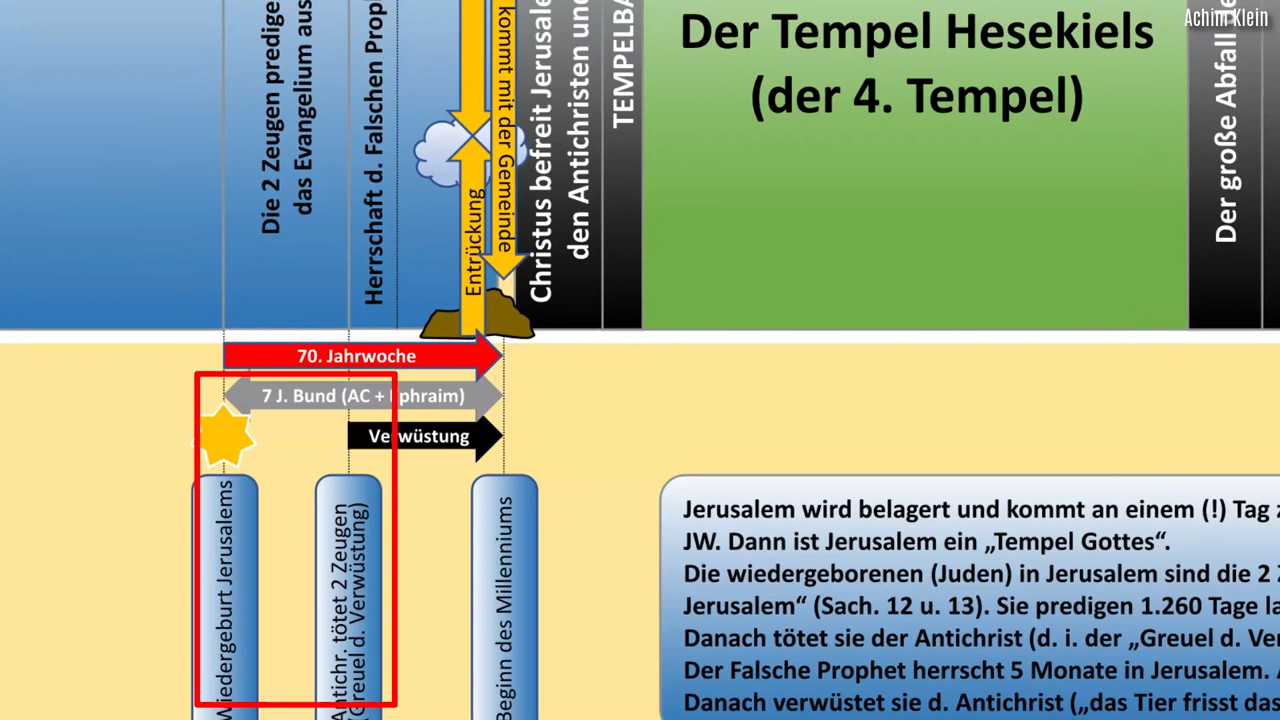 Achim Klein
Die 2 Zeugen predige
das Evangelium aus
Herrschaft d. Falschen Proph
Entrückung
kommt mit der Gemeinde
Christus befreit Jerusale
den Antichristen und
TEMPELBA
Der Tempel Hesekiels
(der 4. Tempel)
Der große Abfall
70. Jahrwoche
7 J. Bund (AC + Ephraim)
Verwüstung
Wiedergeburt Jerusalems
Antichr. tötet 2 Zeugen
(Greuel d. Verwüstung)
Beginn des Millenniums
Jerusalem wird belagert und kommt an einem (!) Tag z
JW. Dann ist Jerusalem ein „Tempel Gottes“.
Die wiedergeborenen (Juden) in Jerusalem sind die 2
Jerusalem“ (Sach. 12 u. 13). Sie predigen 1.260 Tage la
Danach tötet sie der Antichrist (d. i. der „Greuel d. Ver
Der Falsche Prophet herrscht 5 Monate in Jerusalem.
Danach verwüstet sie d. Antichrist („das Tier frisst das